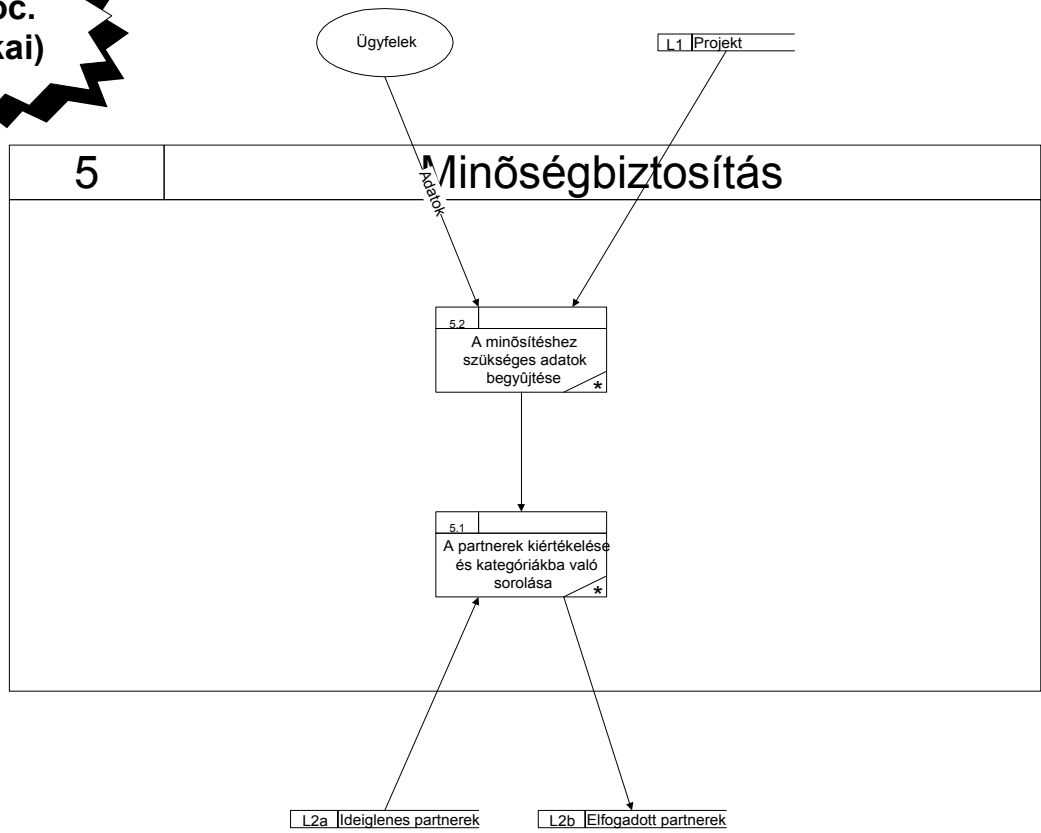 kai)
Ügyfelek
L1 Projekt
5 Minõségbiztosítás
Adatok
5.2
A minõsítéshez
szükséges adatok
begyûjtése
*
5.1
A partnerek kiértékelése
és kategóriákba való
sorolása
*
L2a Ideiglenes partnerek
L2b Elfogadott partnerek